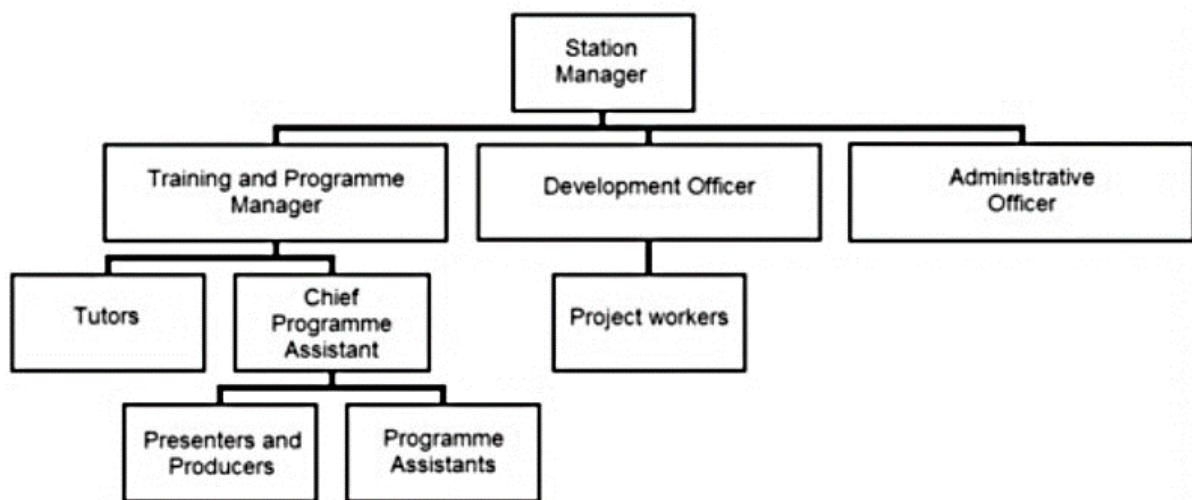 Station
Manager
Training and Programme
Manager
Development Officer
Administrative
Officer
Tutors
Chief
Programme
Assistant
Project workers
Presenters and
Producers
Programme
Assistants